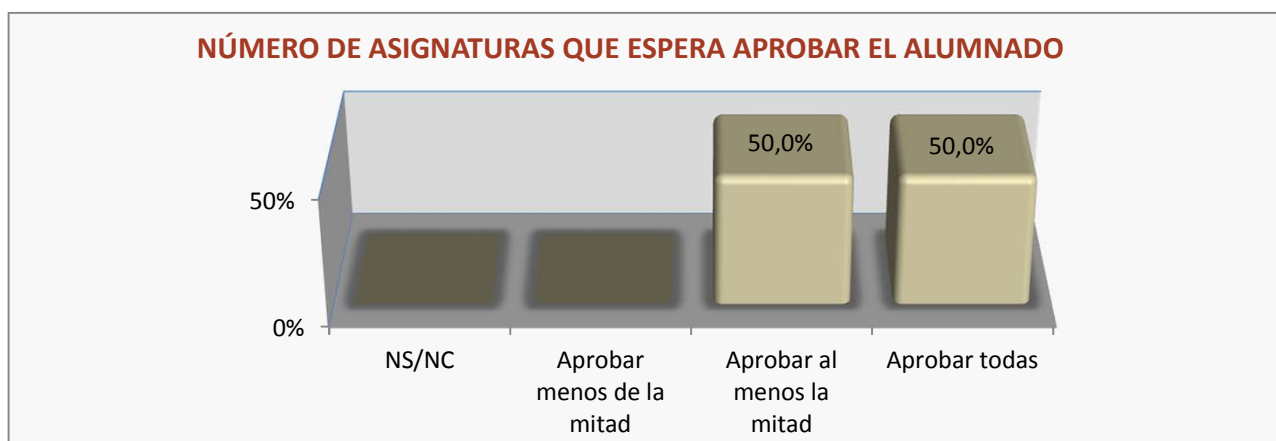 NÚMERO DE ASIGNATURAS QUE ESPERA APROBAR EL ALUMNADO
50,0%
50,0%
50%
0%
NS/NC
Aprobar
menos de la
mitad
Aprobar al
menos la
mitad
Aprobar todas